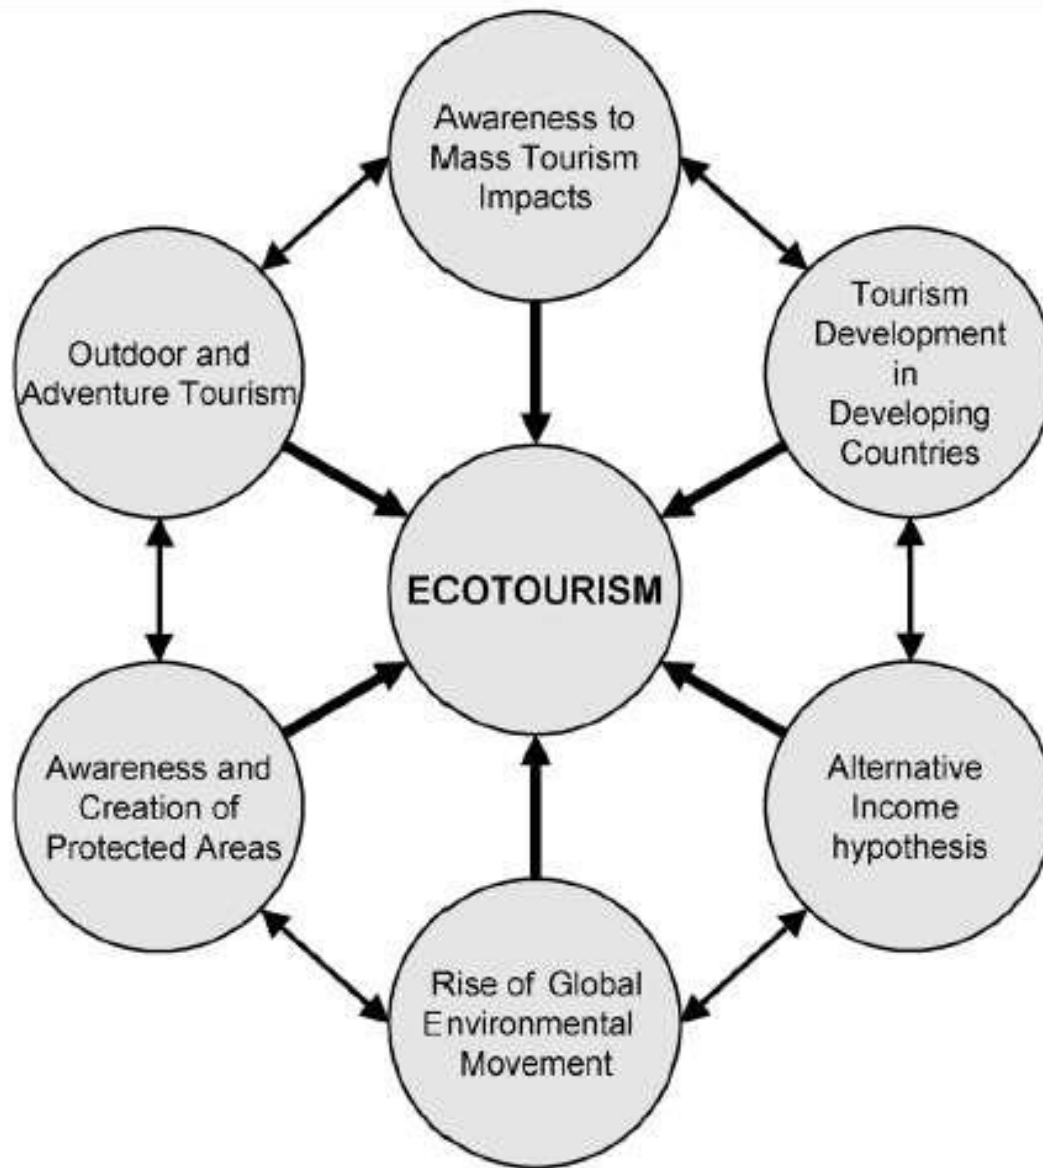 Awareness to
Mass Tourism
Impacts
Outdoor and
Adventure Tourism
Tourism
Development
in
Developing
Countries
ECOTOURISM
Awareness and
Creation of
Protected Areas
Alternative
Income
hypothesis
Rise of Global
Environmental
Movement